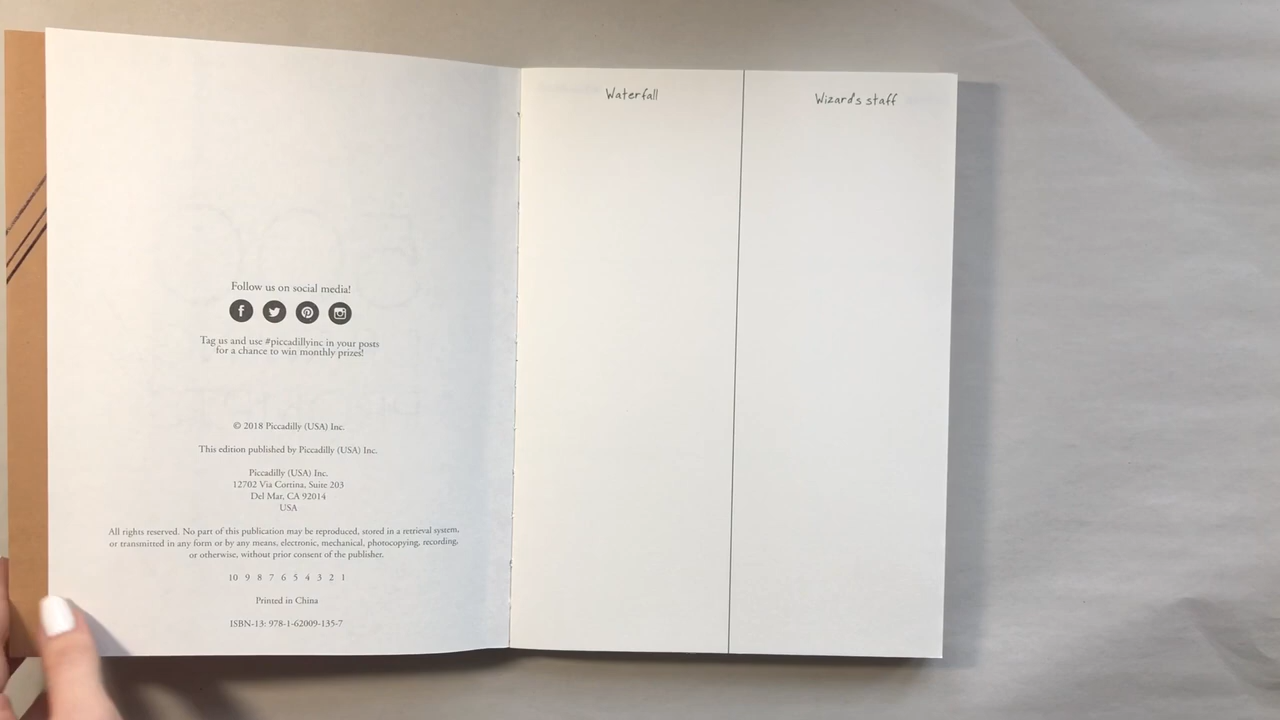 Follow us on social media!
Tag us and use #piccadillyinc in your posts
for a chance to win monthly prizes!
© 2018 Piccadilly (USA) Inc.
This edition published by Piccadilly (USA) Inc.
Piccadilly (USA) Inc.
12702 Via Cortina, Suite 203
Del Mar, CA 92014
USA
All rights reserved. No part of this publication may be reproduced, stored in a retrieval system,
or transmitted in any form or by any means, electronic, mechanical, photocopying, recording,
or otherwise, without prior consent of the publisher.
10 9 8 7 6 5 4 3 2 1
Printed in China
ISBN-13: 978-1-62009-135-7
Waterfall
Wizard's staff